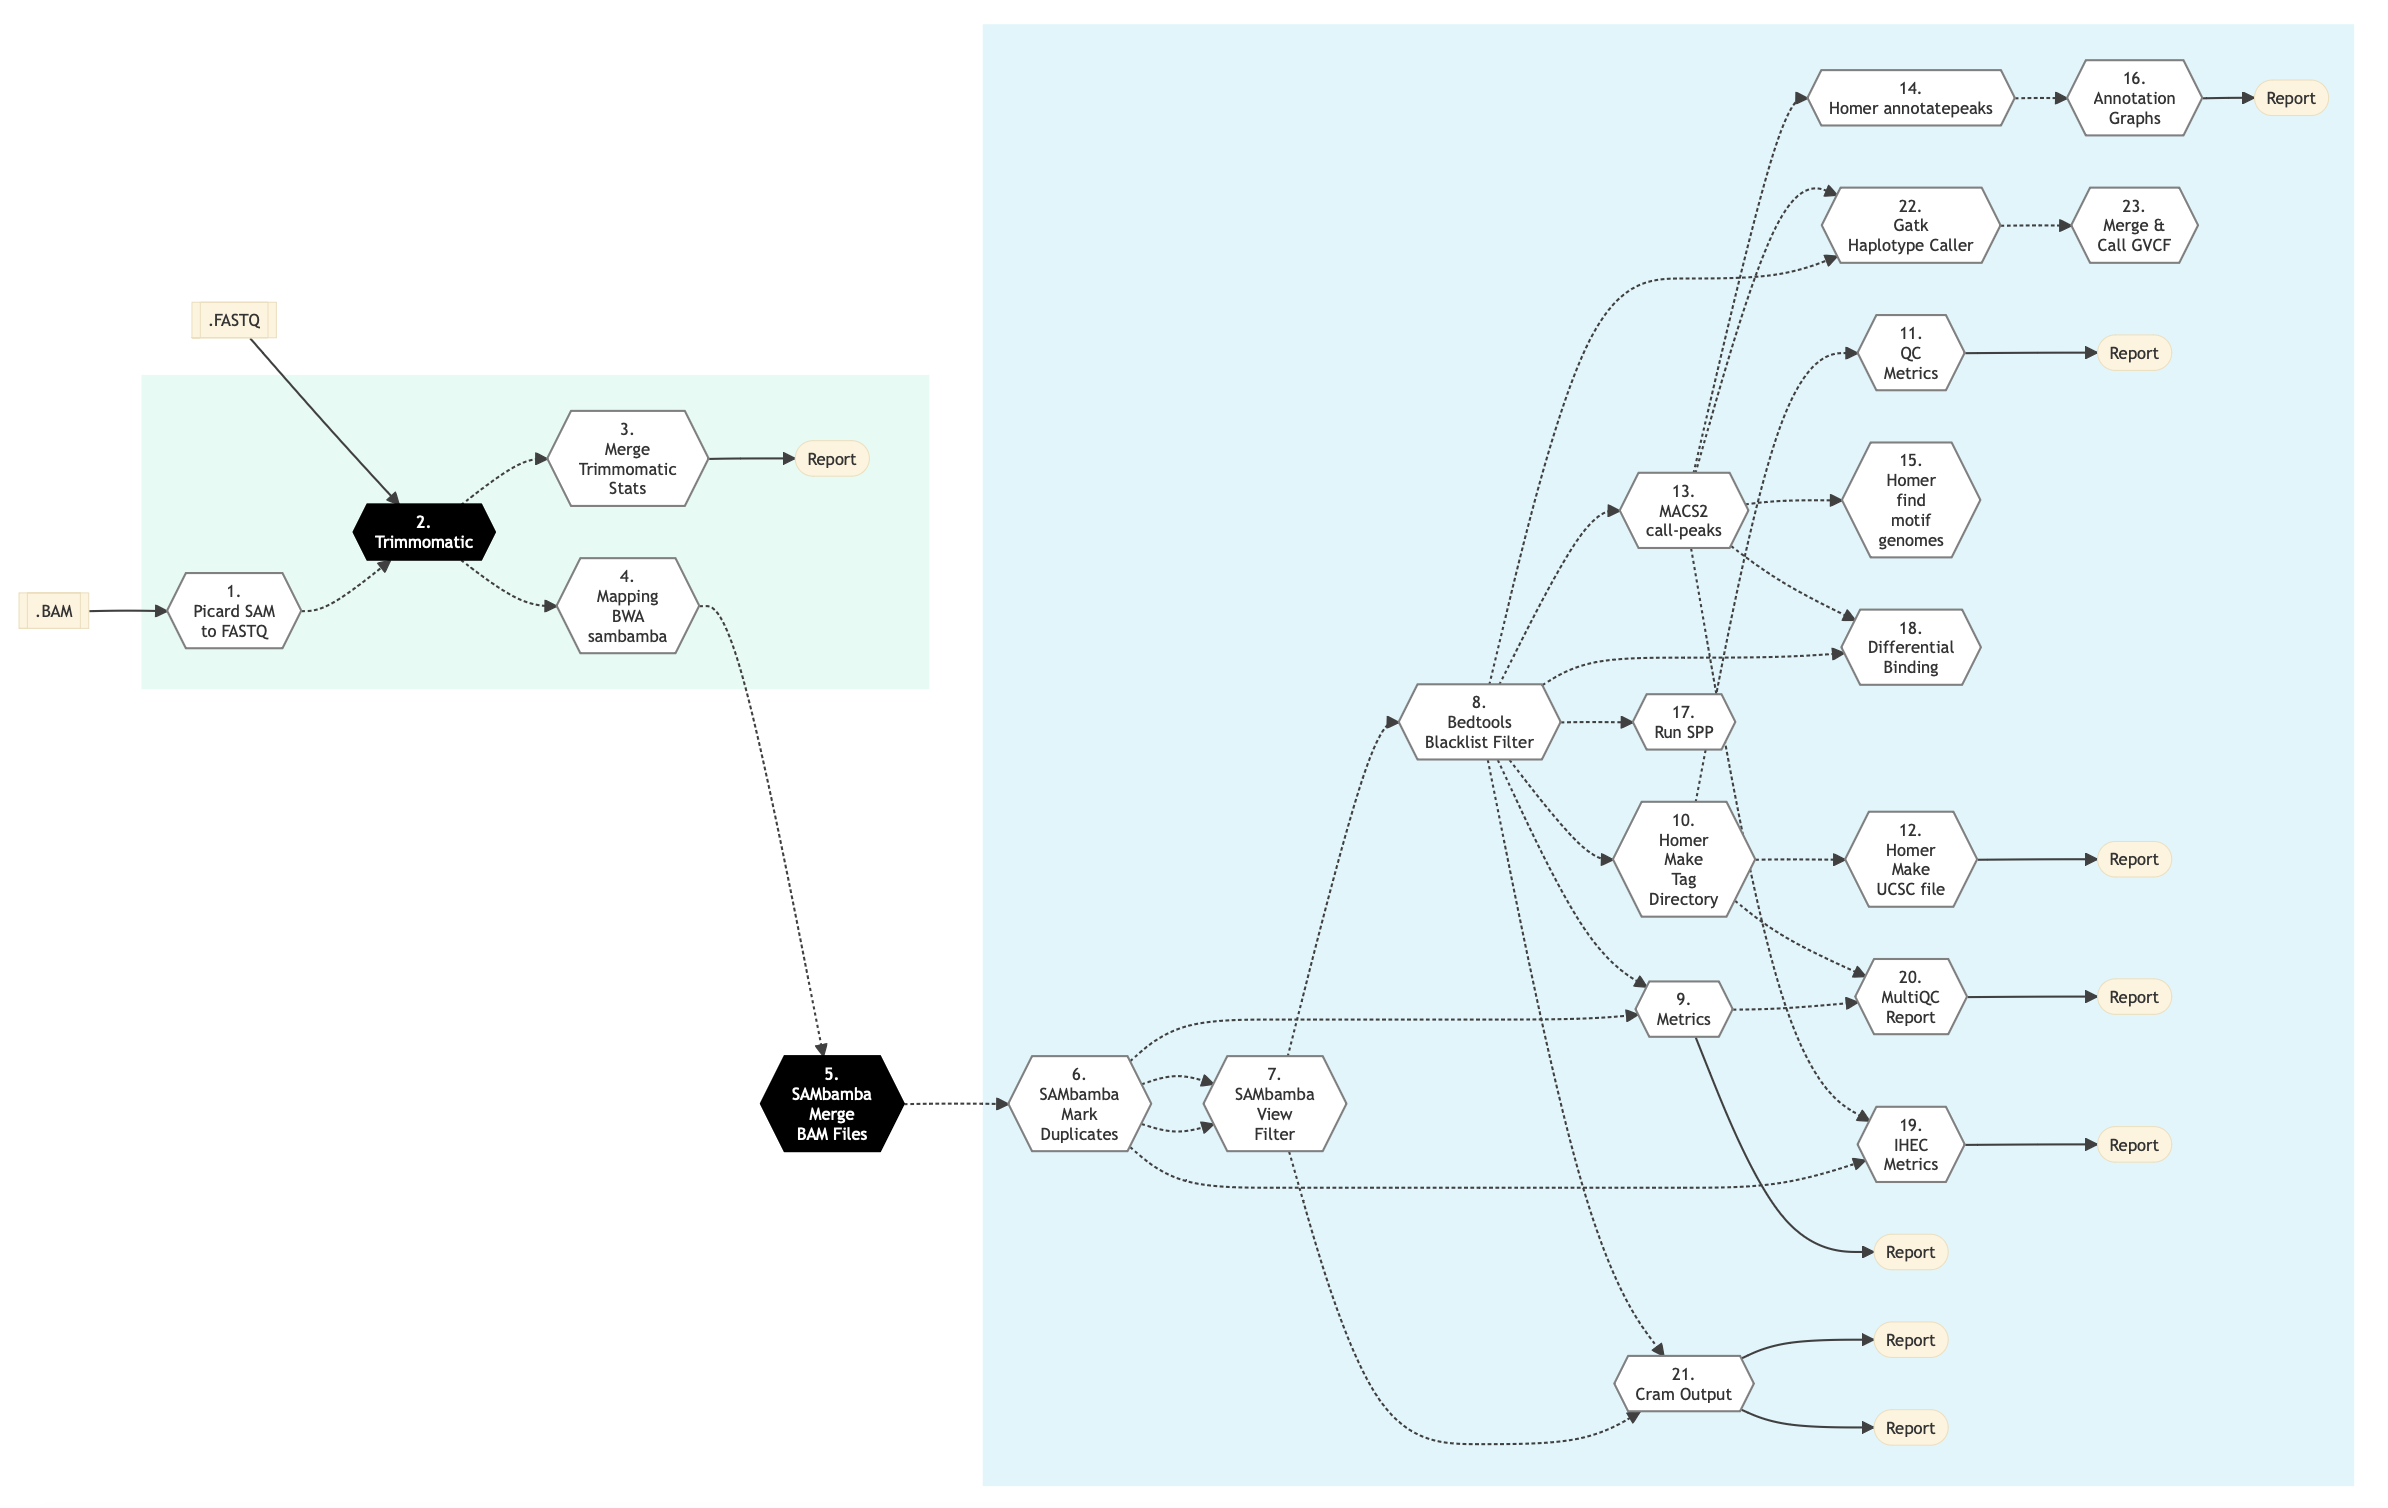 .FASTQ
.BAM
1.
Picard SAM
to FASTQ
2.
Trimmomatic
3.
Merge
Trimmomatic
Stats
Report
4.
Mapping
BWA
sambamba
5.
SAMbamba
Merge
BAM Files
6.
SAMbamba
Mark
Duplicates
7.
SAMbamba
View
Filter
8.
Bedtools
Blacklist Filter
14.
Homer annotatepeaks
16.
Annotation
Graphs
Report
22.
Gatk
Haplotype Caller
23.
Merge &
Call GVCF
11.
QC
Metrics
Report
13.
MACS2
call-peaks
15.
Homer
find
motif
genomes
18.
Differential
Binding
17.
Run SPP
10.
Homer
Make
Tag
Directory
12.
Homer
Make
UCSC file
Report
9.
Metrics
20.
MultiQC
Report
Report
19.
IHEC
Metrics
Report
Report
21.
Cram Output
Report
Report